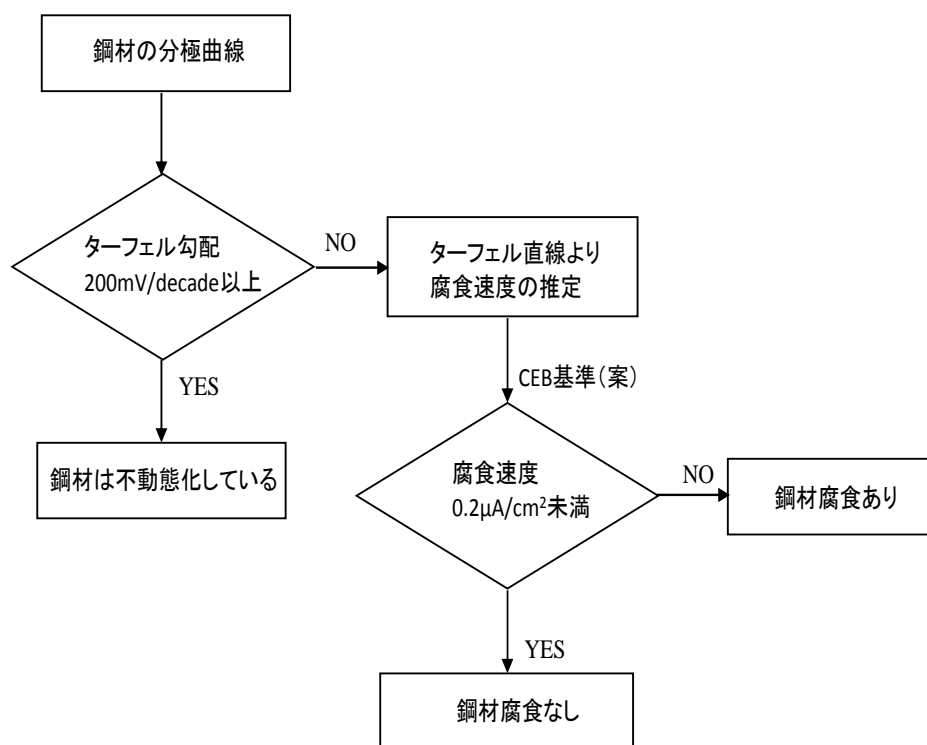 鋼材の分極曲線
ターフェル勾配
200mV/decade以上
NO
ターフェル直線より
腐食速度の推定
YES
CEB基準（案）
鋼材は不動態化している
腐食速度
0.2μA/cm²未満
NO
鋼材腐食あり
YES
鋼材腐食なし